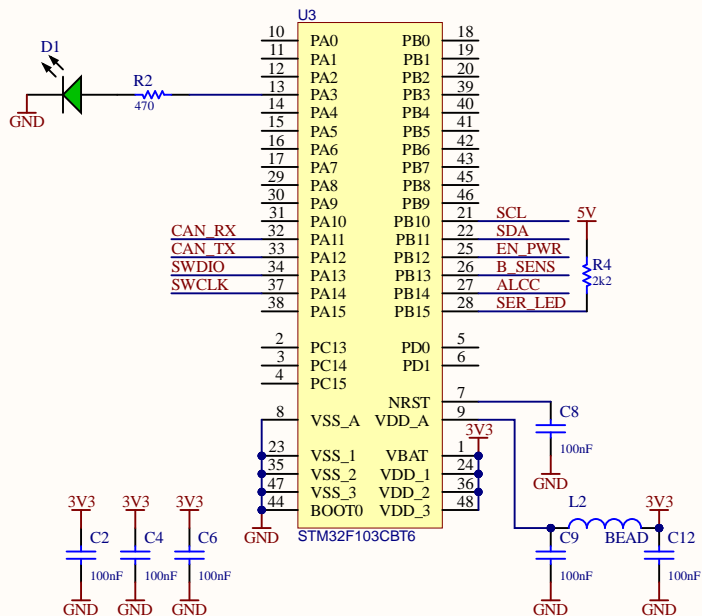 U3
10 PA0 PB0 18
11 PA1 PB1 19
12 PA2 PB2 20
D1 R2 470 13 PA3 PB3 39
GND
14 PA4 PB4 40
15 PA5 PB5 41
16 PA6 PB6 42
17 PA7 PB7 43
29 PA8 PB8 45
30 PA9 PB9 46
31 PA10 PB10 21 SCL 5V
CAN_RX 32 PA11 PB11 22 SDA
CAN_TX 33 PA12 PB12 25 EN_PWR
SWDIO 34 PA13 PB13 26 B_SENS R4
SWCLK 37 PA14 PB14 27 ALCC 2k2
38 PA15 PB15 28 SER_LED
2 PC13 PD0 5
3 PC14 PD1 6
4 PC15
NRST 7
8 VSS_A VDD_A 9 C8
3V3 100nF
23 VSS_1 VBAT 1
35 VSS_2 VDD_1 24 GND
47 VSS_3 VDD_2 36
44 BOOT0 VDD_3 48
3V3 3V3 3V3 L2 3V3
GND STM32F103CBT6 BEAD
C2 C4 C6 C9 C12
100nF 100nF 100nF 100nF 100nF
GND GND GND GND GND